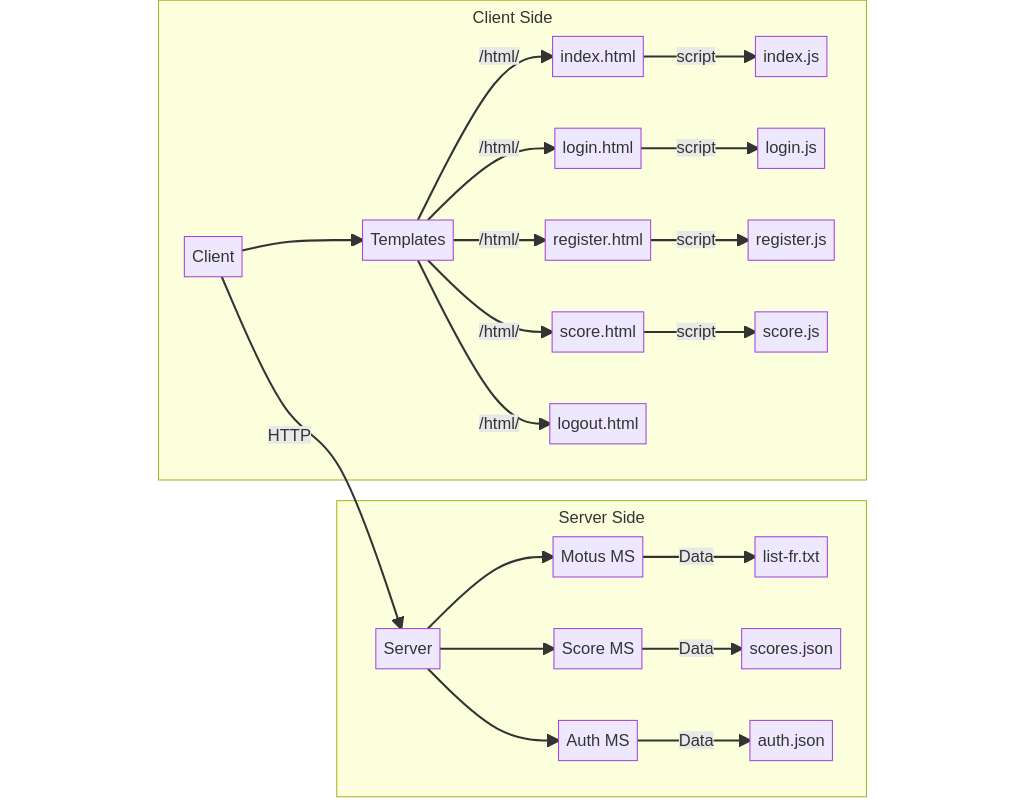 Client Side
/html/
index.html
script
index.js
/html/
login.html
script
login.js
Client
Templates
/html/
register.html
script
register.js
/html/
score.html
script
score.js
/html/
logout.html
HTTP
Server Side
Motus MS
Data
list-fr.txt
Server
Score MS
Data
scores.json
Auth MS
Data
auth.json